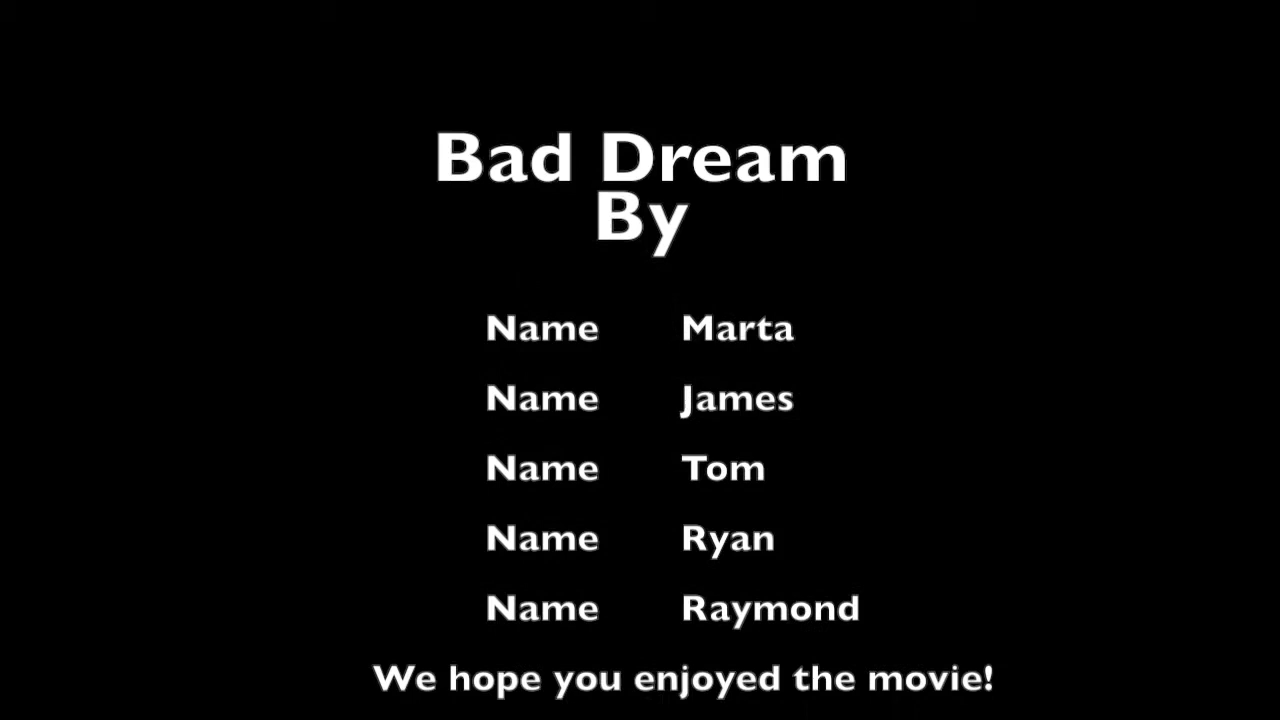 Bad Dream
By
Name Marta
Name James
Name Tom
Name Ryan
Name Raymond
We hope you enjoyed the movie!